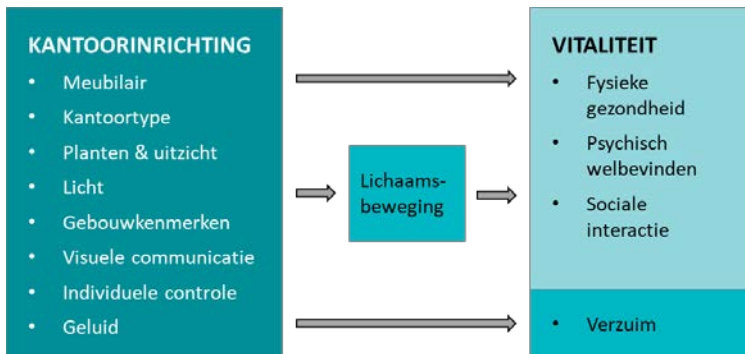 KANTOORINRICHTING
• Meubilair
• Kantoortype
• Planten & uitzicht
• Licht
• Gebouwkenmerken
• Visuele communicatie
• Individuele controle
• Geluid
Lichaams-
beweging
VITALITEIT
• Fysieke
gezondheid
• Psychisch
welbevinden
• Sociale
interactie
• Verzuim